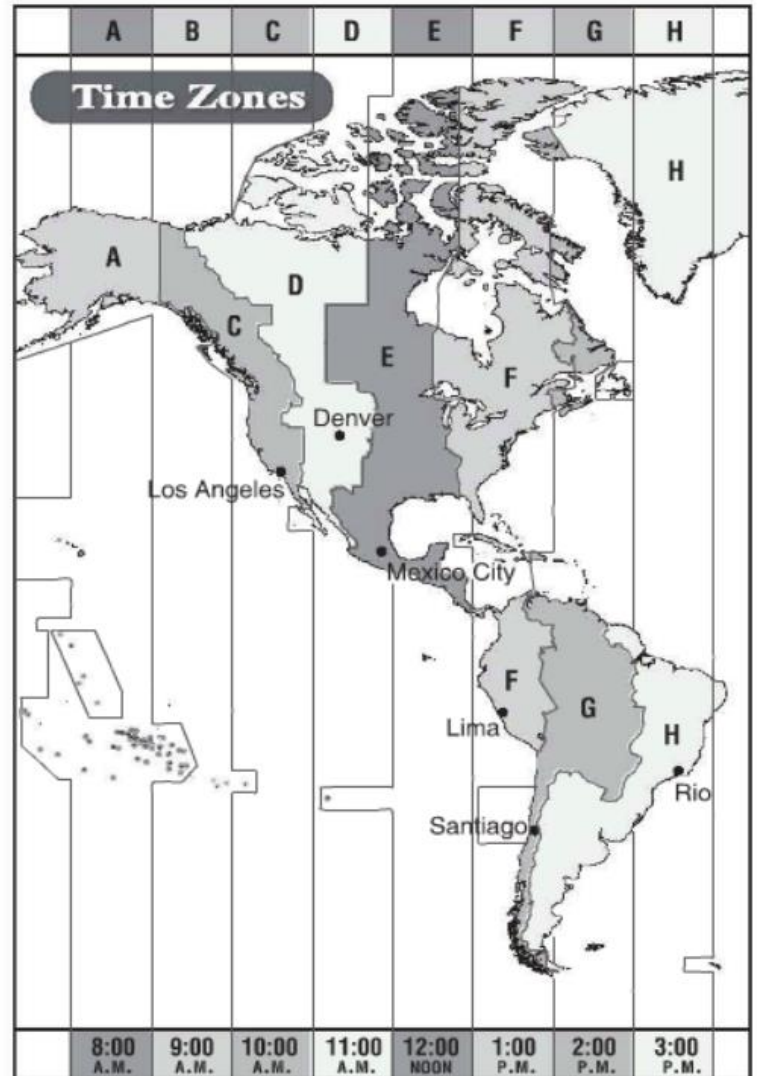 A B C D E F G H
Time Zones
H
A
D
C
E
F
Denver
Los Angeles
Mexico City
F
G
Lima
H
Rio
Santiago
8:00 9:00 10:00 11:00 12:00 1:00 2:00 3:00
A.M. A.M. A.M. A.M. NOON P.M. P.M. P.M.